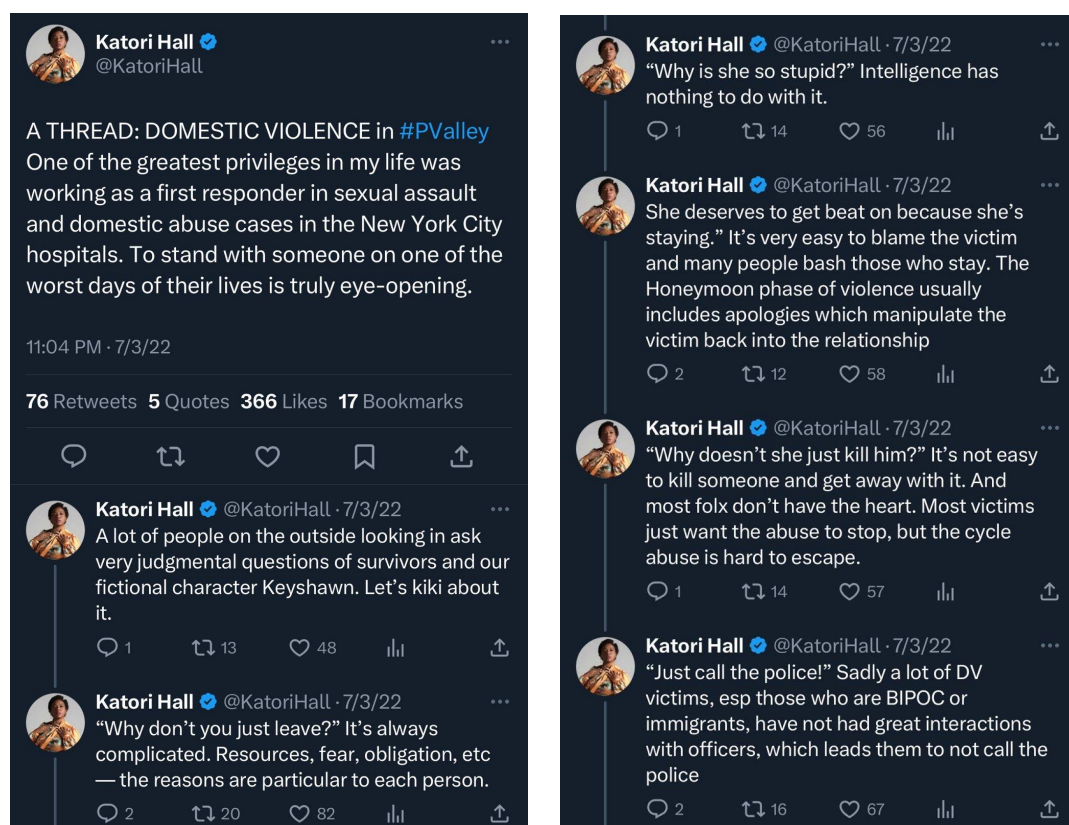 Katori Hall
@KatoriHall
A THREAD: DOMESTIC VIOLENCE in #PValley
One of the greatest privileges in my life was
working as a first responder in sexual assault
and domestic abuse cases in the New York City
hospitals. To stand with someone on one of the
worst days of their lives is truly eye-opening.
11:04 PM · 7/3/22
76 Retweets 5 Quotes 366 Likes 17 Bookmarks
Katori Hall @KatoriHall · 7/3/22
A lot of people on the outside looking in ask
very judgmental questions of survivors and our
fictional character Keyshawn. Let’s kiki about
it.
1 13 48
Katori Hall @KatoriHall · 7/3/22
“Why don’t you just leave?” It’s always
complicated. Resources, fear, obligation, etc
— the reasons are particular to each person.
2 20 82
Katori Hall @KatoriHall · 7/3/22
“Why is she so stupid?” Intelligence has
nothing to do with it.
1 14 56
Katori Hall @KatoriHall · 7/3/22
She deserves to get beat on because she’s
staying.” It’s very easy to blame the victim
and many people bash those who stay. The
Honeymoon phase of violence usually
includes apologies which manipulate the
victim back into the relationship
2 12 58
Katori Hall @KatoriHall · 7/3/22
“Why doesn’t she just kill him?” It’s not easy
to kill someone and get away with it. And
most folx don’t have the heart. Most victims
just want the abuse to stop, but the cycle
abuse is hard to escape.
1 14 57
Katori Hall @KatoriHall · 7/3/22
“Just call the police!” Sadly a lot of DV
victims, esp those who are BIPOC or
immigrants, have not had great interactions
with officers, which leads them to not call the
police
2 16 67